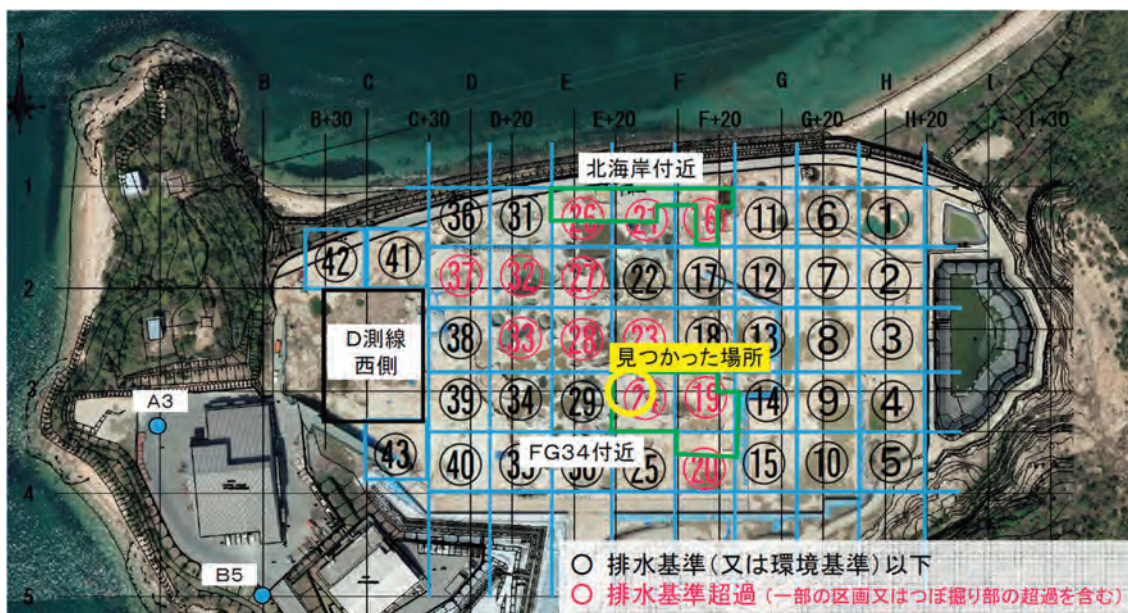 B C D E F G H I
B+30 C+30 D+20 E+20 F+20 G+20 H+20 I+30
北海岸付近
1 36 31 26 21 16 11 6 1
42 41
2 37 32 27 22 17 12 7 2
D測線
西側
38 33 28 23 18 13 8 3
見つかった場所
3 39 34 29 19 14 9 4
A3
FG34付近
43 40 25 20 15 10 5
4
B5
5
○ 排水基準(又は環境基準)以下
○ 排水基準超過 (一部の区画又はつぼ掘り部の超過を含む)